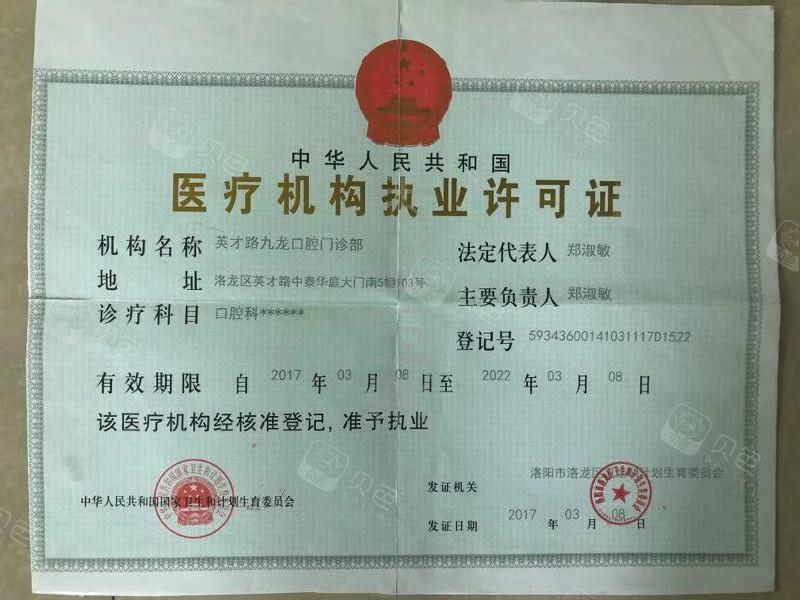 中华人民共和国
医疗机构执业许可证
机构名称 英才路九龙口腔门诊部
法定代表人 郑淑敏
地 址 洛龙区英才路中泰华庭大门南5幢103号
主要负责人 郑淑敏
诊疗科目 口腔科******
登记号 59343600141031117D1522
有效期限 自 2017 年 03 月 08 日至 2022 年 03 月 08 日
该医疗机构经核准登记,准予执业
中华人民共和国国家卫生和计划生育委员会
发证机关 洛阳市洛龙区卫生和计划生育委员会
发证日期 2017 年 03 月 08 日
贝色